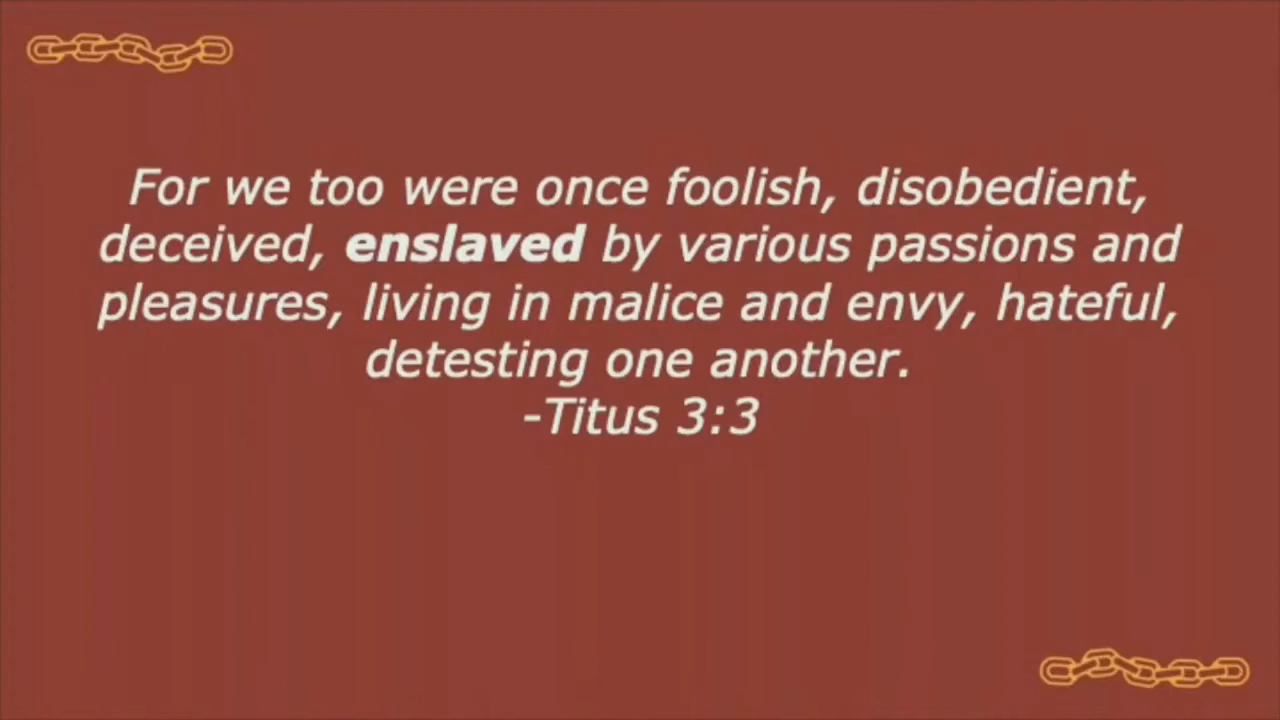 For we too were once foolish, disobedient,
deceived, enslaved by various passions and
pleasures, living in malice and envy, hateful,
detesting one another.
-Titus 3:3